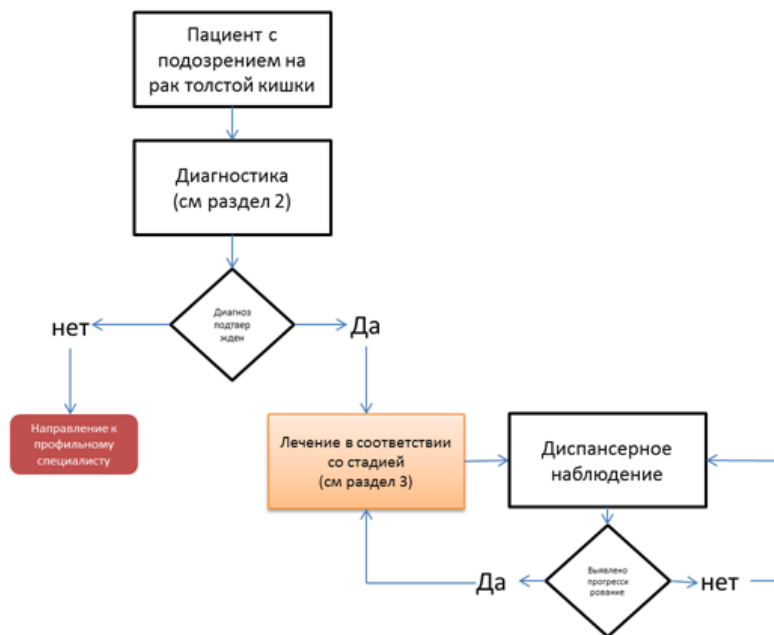 Пациент с
подозрением на
рак толстой кишки
Диагностика
(см раздел 2)
Диагноз
подтвер
жден
нет
Да
Направление к
профильному
специалисту
Лечение в соответствии
со стадией
(см раздел 3)
Диспансерное
наблюдение
Выявлено
прогресси
рование
Да
нет